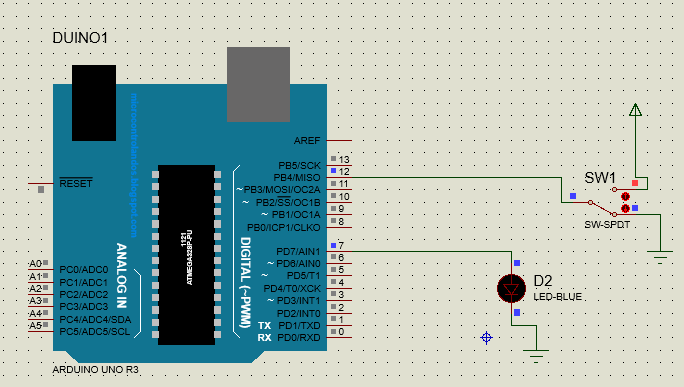 DUINO1
AREF
RESET
PB5/SCK 13
PB4/MISO 12
~PB3/MOSI/OC2A 11
~ PB2/SS/OC1B 10
~ PB1/OC1A 9
PB0/ICP1/CLKO 8
PD7/AIN1 7
~ PD6/AIN0 6
~ PD5/T1 5
PD4/T0/XCK 4
~ PD3/INT1 3
PD2/INT0 2
TX PD1/TXD 1
RX PD0/RXD 0
A0 PC0/ADC0
A1 PC1/ADC1
A2 PC2/ADC2
A3 PC3/ADC3
A4 PC4/ADC4/SDA
A5 PC5/ADC5/SCL
ANALOG IN
1121
ATMEGA328P-PU
DIGITAL (~PWM)
ARDUINO UNO R3
SW1
SW-SPDT
D2
LED-BLUE